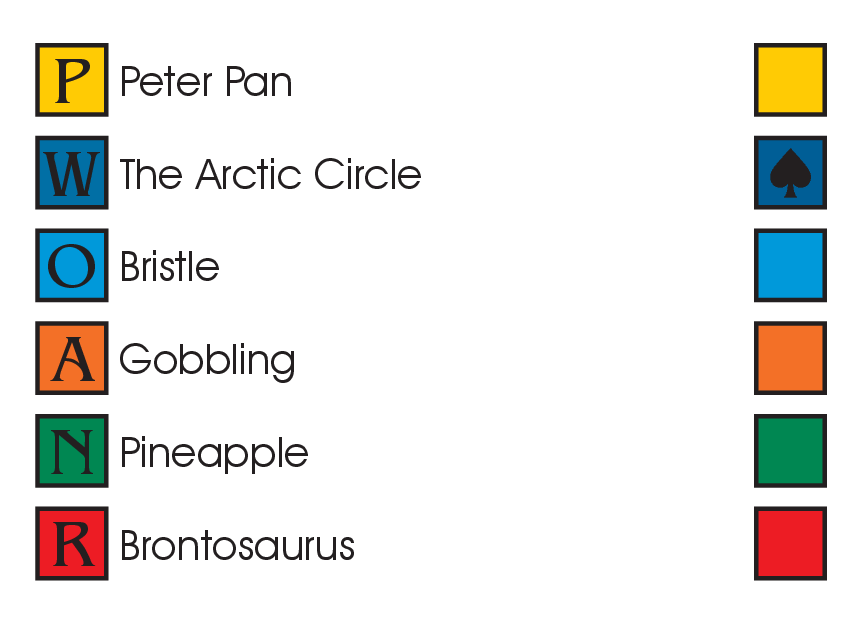 P Peter Pan
W The Arctic Circle
O Bristle
A Gobbling
N Pineapple
R Brontosaurus